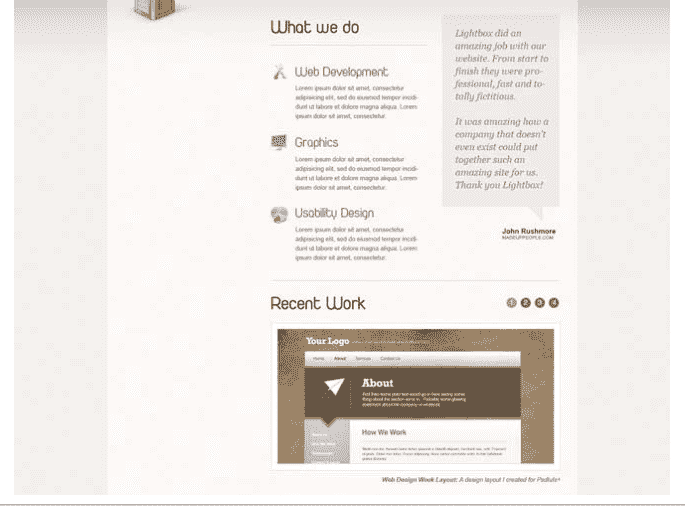 What we do
Web Development
Lorem ipsum dolor sit amet, consectetur
adipisicing elit, sed do eiusmod tempor incidi-
dunt ut labore et dolore magna aliqua. Lorem
ipsum dolor sit amet, consectetur.
Graphics
Lorem ipsum dolor sit amet, consectetur
adipisicing elit, sed do eiusmod tempor incidi-
dunt ut labore et dolore magna aliqua. Lorem
ipsum dolor sit amet, consectetur.
Usability Design
Lorem ipsum dolor sit amet, consectetur
adipisicing elit, sed do eiusmod tempor incidi-
dunt ut labore et dolore magna aliqua. Lorem
ipsum dolor sit amet, consectetur.
Lightbox did an
amazing job with our
website. From start to
finish they were pro-
fessional, fast and to-
tally fictitious.
It was amazing how a
company that doesn't
even exist could put
together such an
amazing site for us.
Thank you Lightbox!
John Rushmore
MADEUPPEOPLE.COM
Recent Work
1 2 3 4
Your Logo
Home About Services Contact us
About
How We Work
Web Design Week Layout: A design layout I created for Psdtuts+